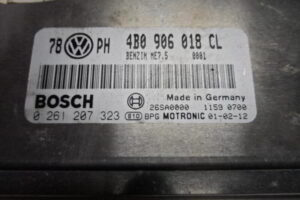 78 PH 4B0 906 018 CL
BENZIN ME7.5 0001
BOSCH Made in Germany
26SA0000 1159 0700
0 261 207 323 810 BPG MOTRONIC 01-02-12